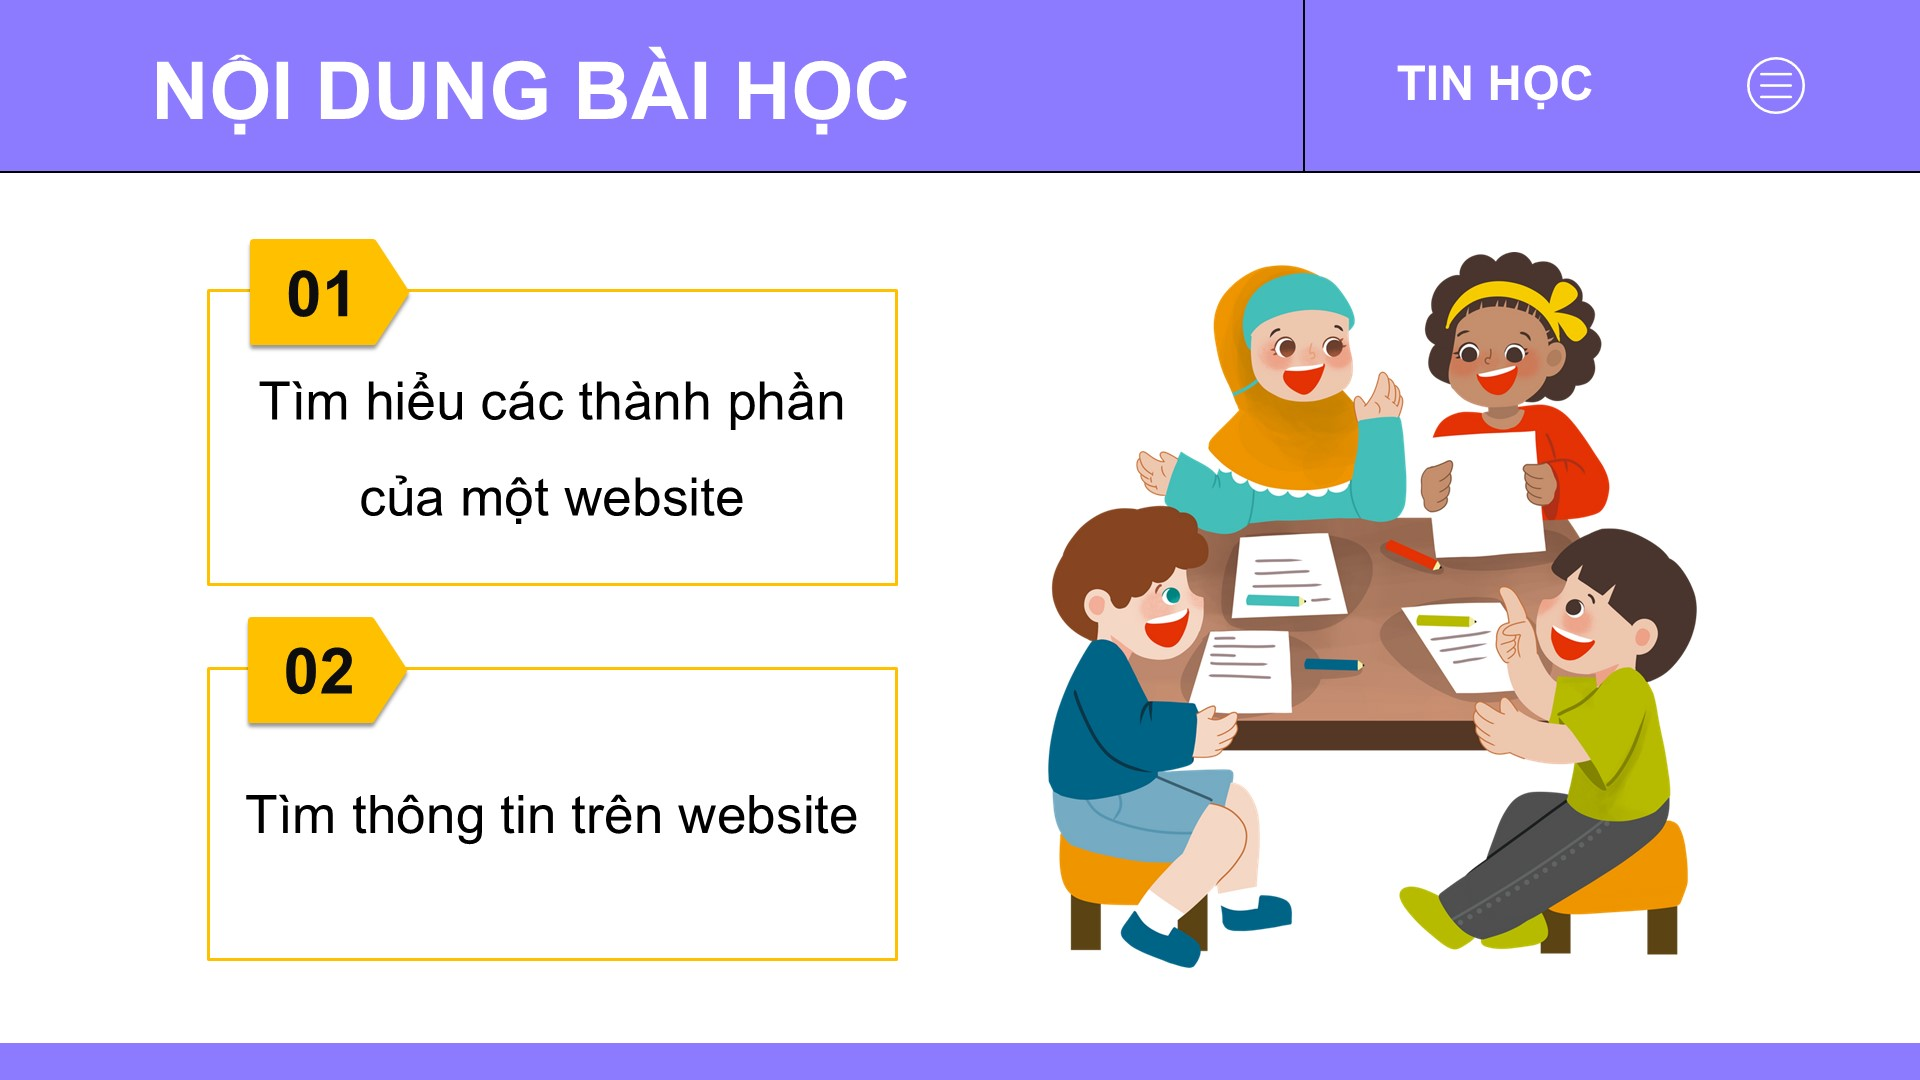 NỘI DUNG BÀI HỌC
TIN HỌC
01
Tìm hiểu các thành phần
của một website
02
Tìm thông tin trên website